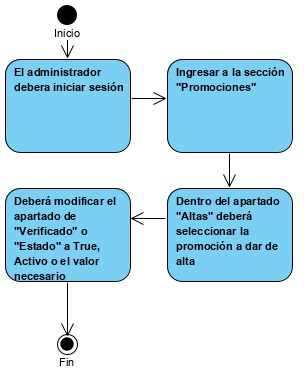 Inicio
El administrador
debera iniciar sesión
Ingresar a la sección
"Promociones"
Dentro del apartado
"Altas" deberá
seleccionar la
promoción a dar de
alta
Deberá modificar el
apartado de
"Verificado" o
"Estado" a True,
Activo o el valor
necesario
Fin